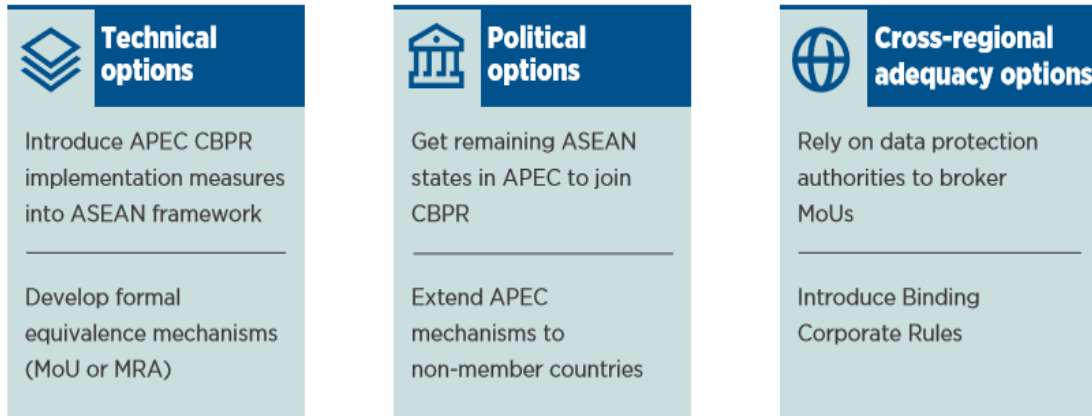 Technical
options
Introduce APEC CBPR
implementation measures
into ASEAN framework
Develop formal
equivalence mechanisms
(MoU or MRA)
Political
options
Get remaining ASEAN
states in APEC to join
CBPR
Extend APEC
mechanisms to
non-member countries
Cross-regional
adequacy options
Rely on data protection
authorities to broker
MoUs
Introduce Binding
Corporate Rules